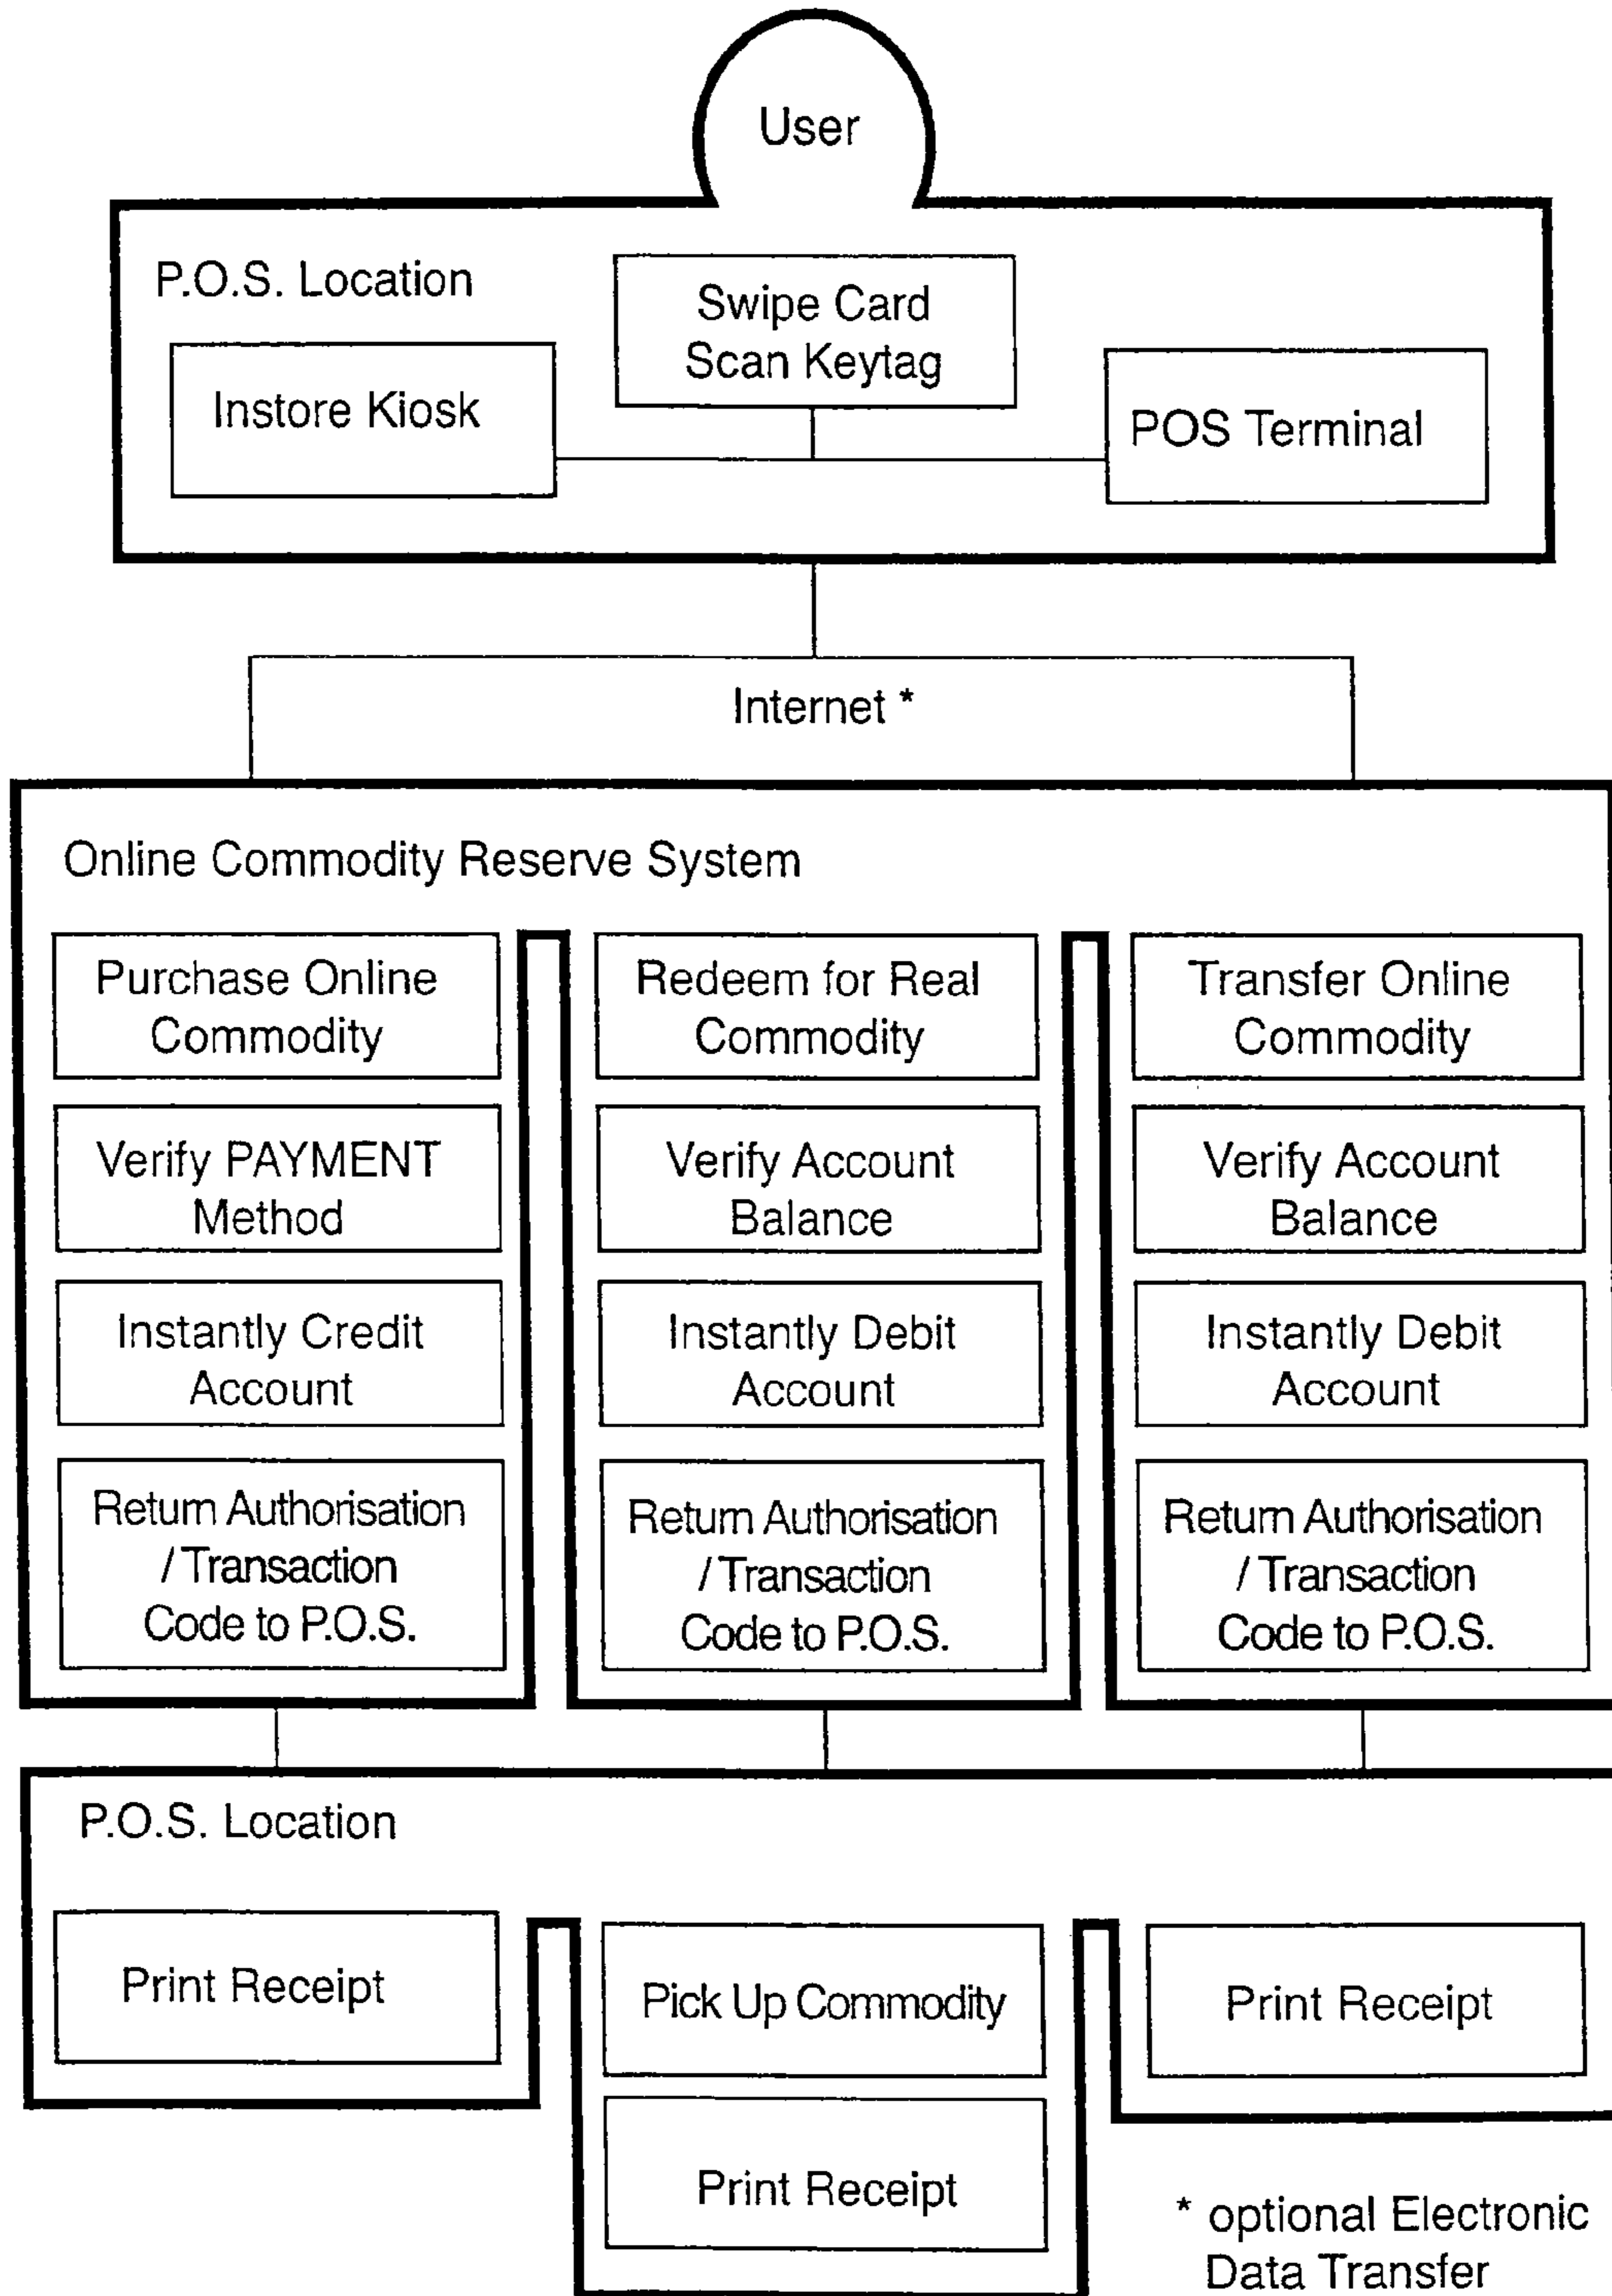 User
P.O.S. Location
Swipe Card
Scan Keytag
Instore Kiosk
POS Terminal
Internet *
Online Commodity Reserve System
Purchase Online
Commodity
Verify PAYMENT
Method
Instantly Credit
Account
Return Authorisation
/ Transaction
Code to P.O.S.
Redeem for Real
Commodity
Verify Account
Balance
Instantly Debit
Account
Return Authorisation
/ Transaction
Code to P.O.S.
Transfer Online
Commodity
Verify Account
Balance
Instantly Debit
Account
Return Authorisation
/ Transaction
Code to P.O.S.
P.O.S. Location
Print Receipt
Pick Up Commodity
Print Receipt
Print Receipt
* optional Electronic
Data Transfer